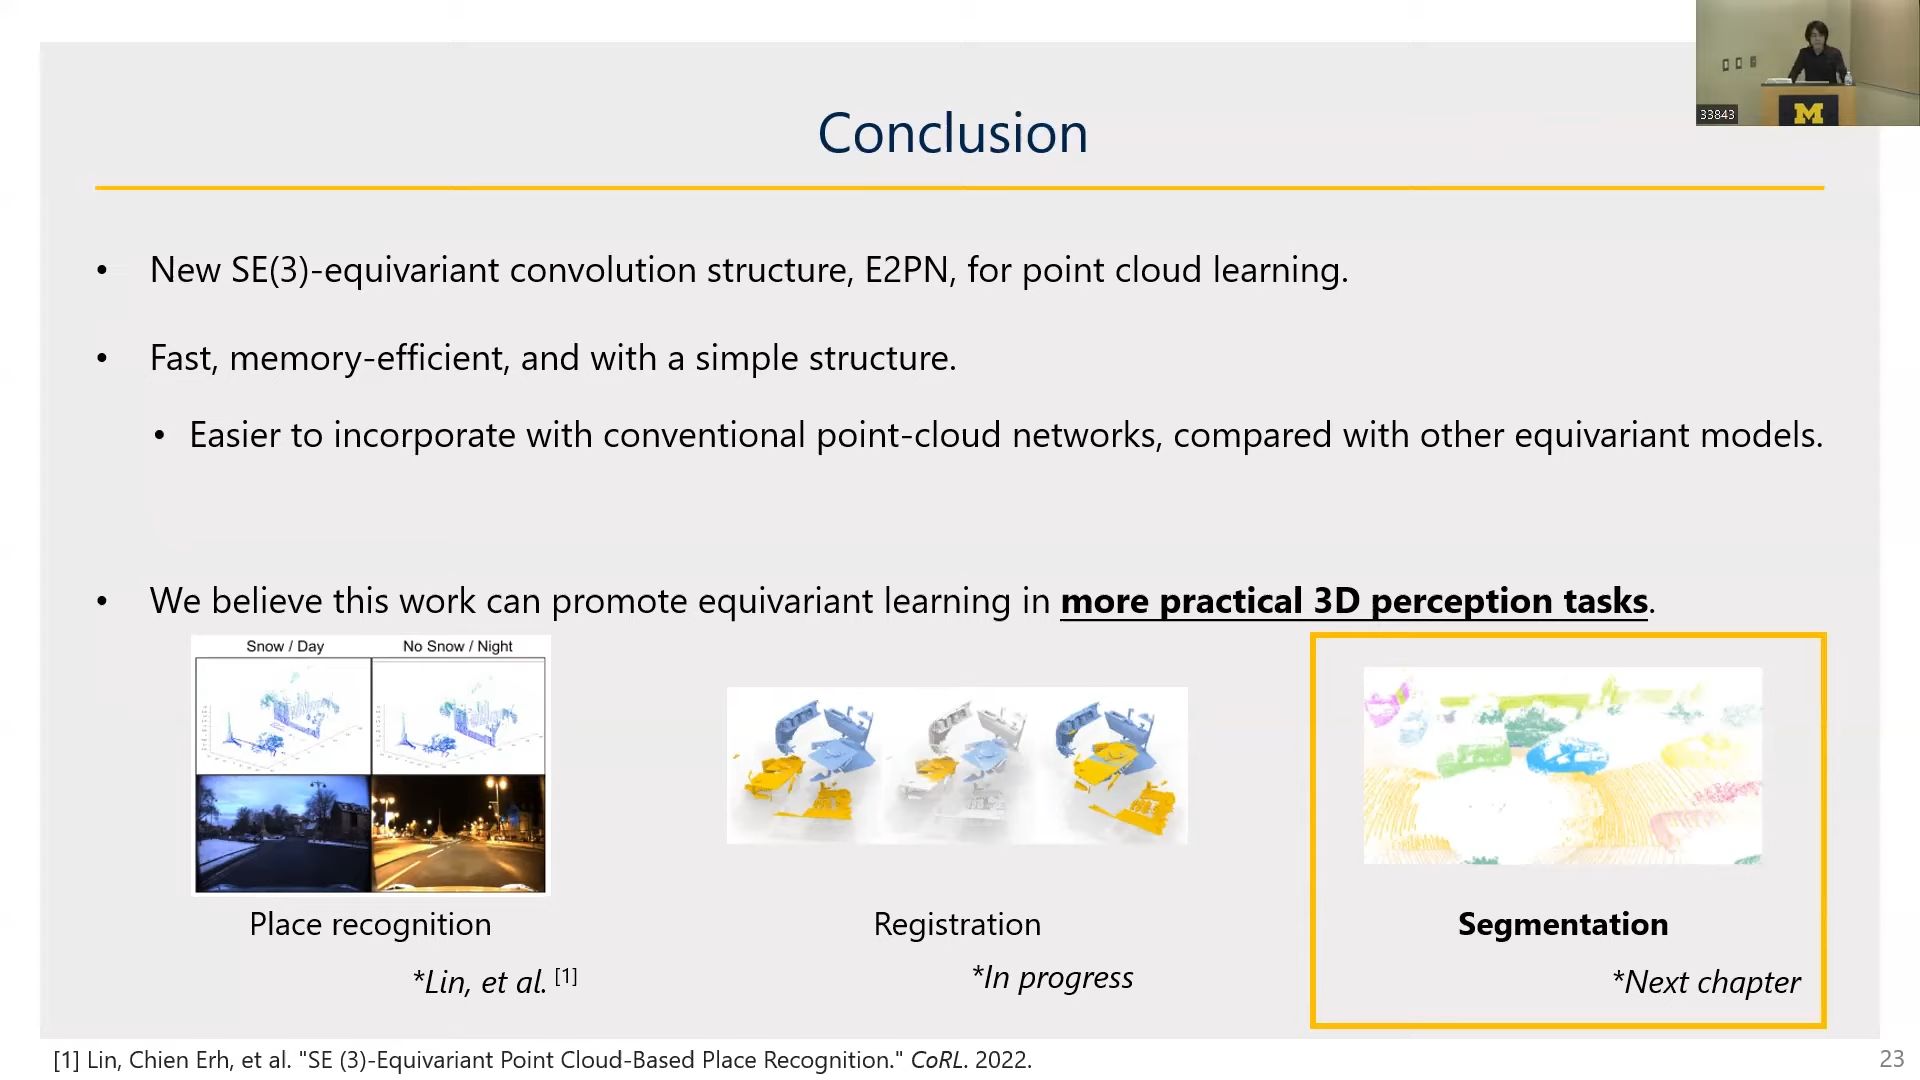 33843
M
Conclusion
• New SE(3)-equivariant convolution structure, E2PN, for point cloud learning.
• Fast, memory-efficient, and with a simple structure.
• Easier to incorporate with conventional point-cloud networks, compared with other equivariant models.
• We believe this work can promote equivariant learning in more practical 3D perception tasks.
Snow / Day
No Snow / Night
Place recognition
*Lin, et al. [1]
Registration
*In progress
Segmentation
*Next chapter
[1] Lin, Chien Erh, et al. "SE (3)-Equivariant Point Cloud-Based Place Recognition." CoRL. 2022.
23